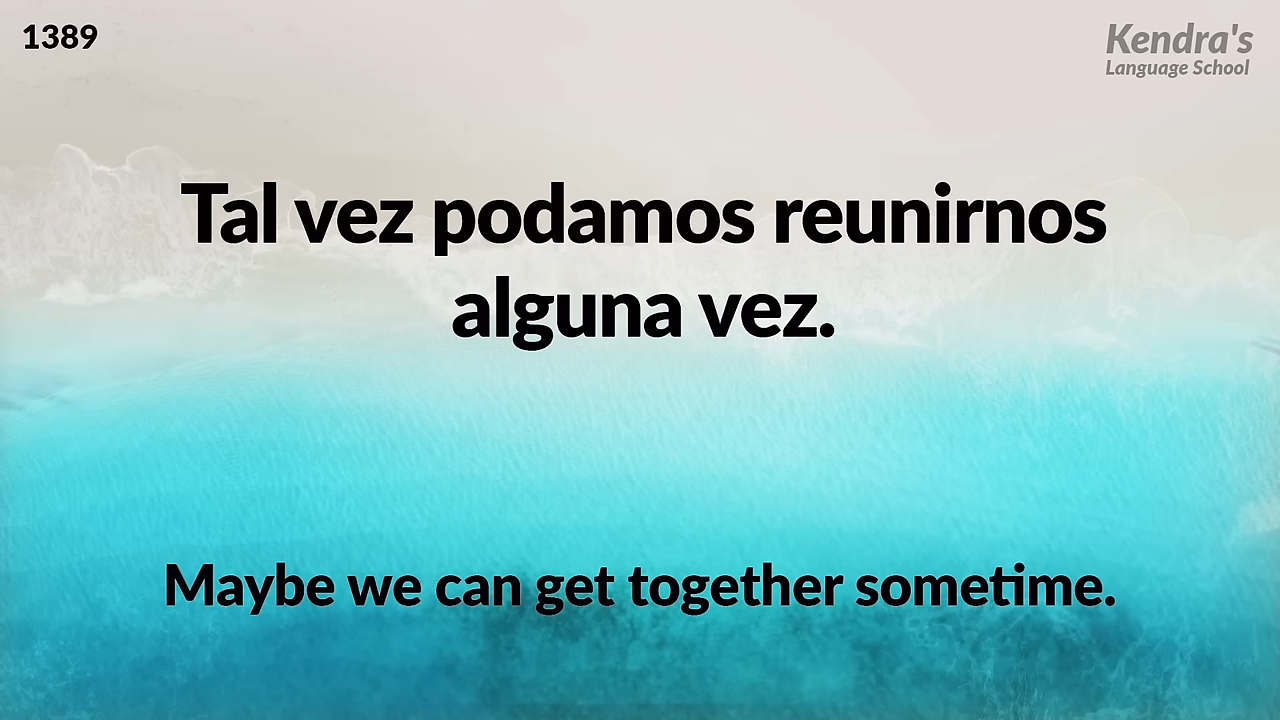 1389
Kendra's
Language School
Tal vez podamos reunirnos
alguna vez.
Maybe we can get together sometime.